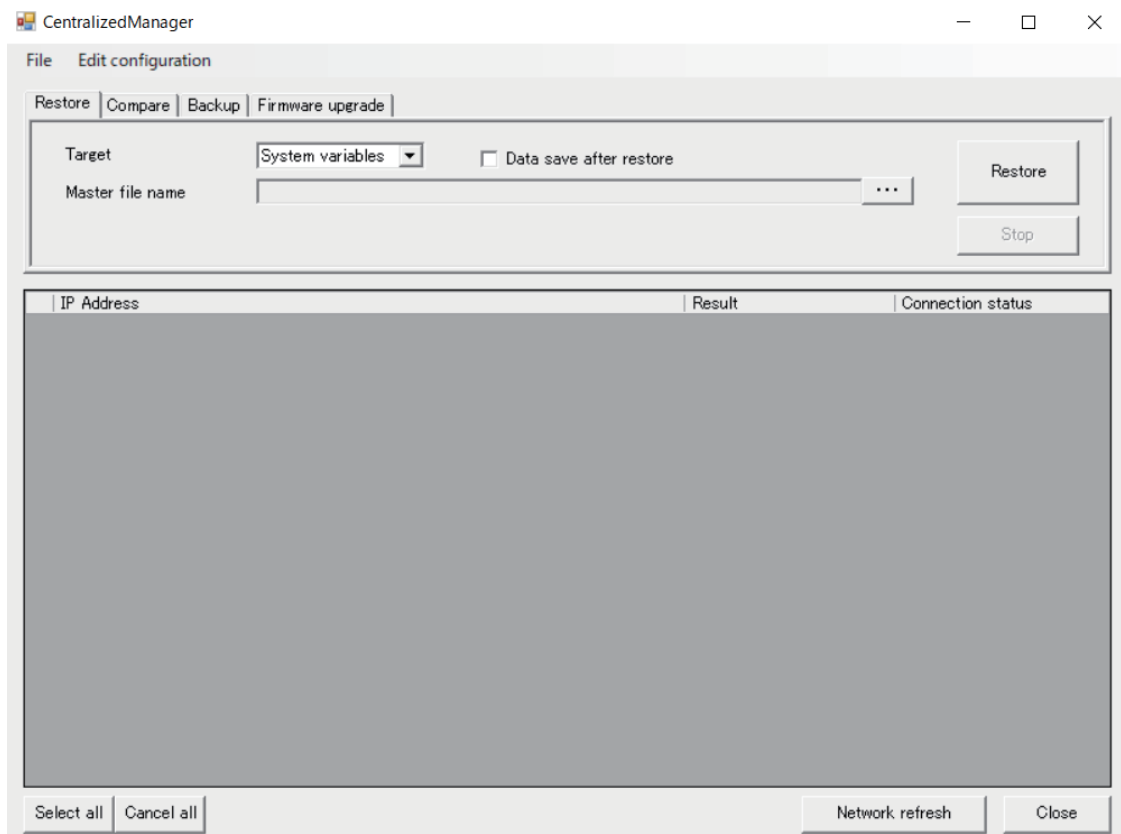 CentralizedManager
File Edit configuration
Restore Compare Backup Firmware upgrade
Target System variables Data save after restore Restore
Master file name ...
Stop
IP Address Result Connection status
Select all Cancel all Network refresh Close